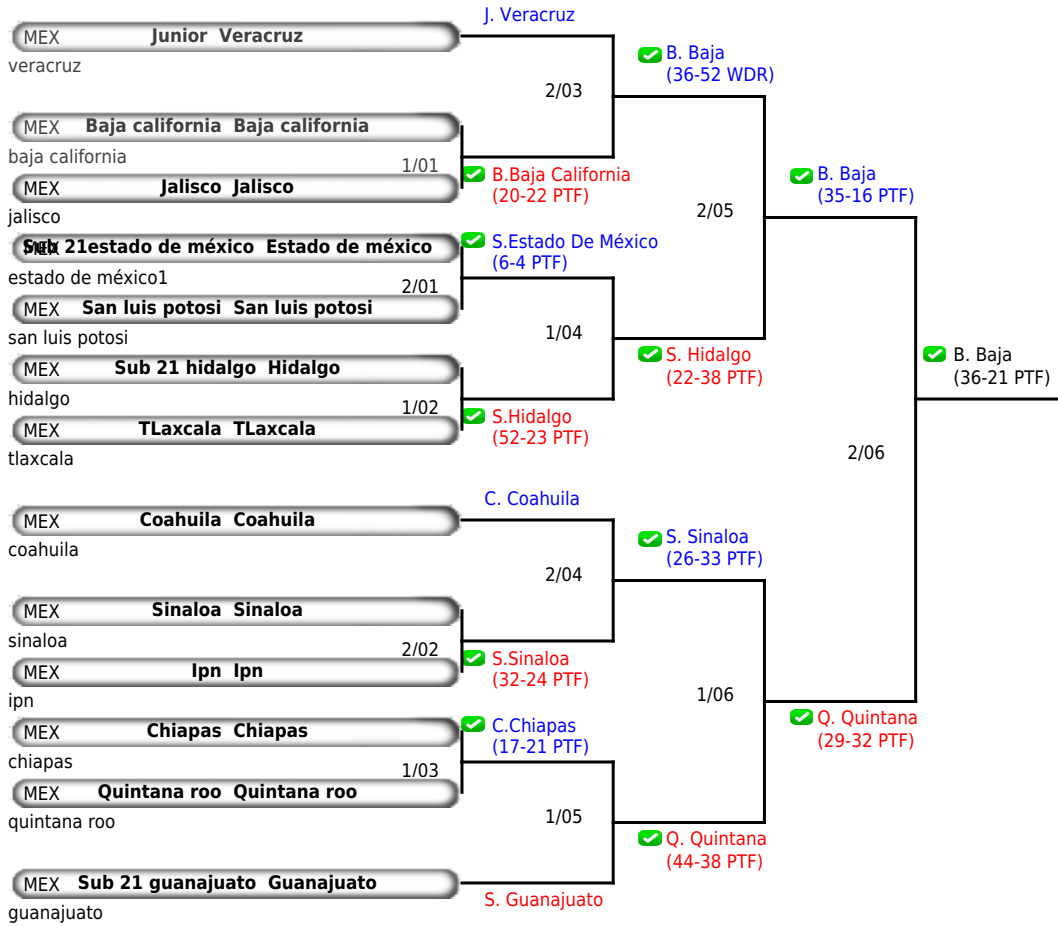 J. Veracruz
MEX Junior Veracruz
veracruz
B. Baja
(36-52 WDR)
2/03
MEX Baja california Baja california
baja california
1/01
B.Baja California
(20-22 PTF)
MEX Jalisco Jalisco
jalisco
B. Baja
(35-16 PTF)
2/05
MEX Sub 21estado de méxico Estado de méxico
estado de méxico1
S.Estado De México
(6-4 PTF)
2/01
MEX San luis potosi San luis potosi
san luis potosi
1/04
S. Hidalgo
(22-38 PTF)
B. Baja
(36-21 PTF)
MEX Sub 21 hidalgo Hidalgo
hidalgo
1/02
S.Hidalgo
(52-23 PTF)
MEX TLaxcala TLaxcala
tlaxcala
2/06
C. Coahuila
MEX Coahuila Coahuila
coahuila
S. Sinaloa
(26-33 PTF)
2/04
MEX Sinaloa Sinaloa
sinaloa
2/02
S.Sinaloa
(32-24 PTF)
MEX Ipn Ipn
ipn
1/06
Q. Quintana
(29-32 PTF)
MEX Chiapas Chiapas
chiapas
C.Chiapas
(17-21 PTF)
1/03
MEX Quintana roo Quintana roo
quintana roo
1/05
Q. Quintana
(44-38 PTF)
MEX Sub 21 guanajuato Guanajuato
guanajuato
S. Guanajuato